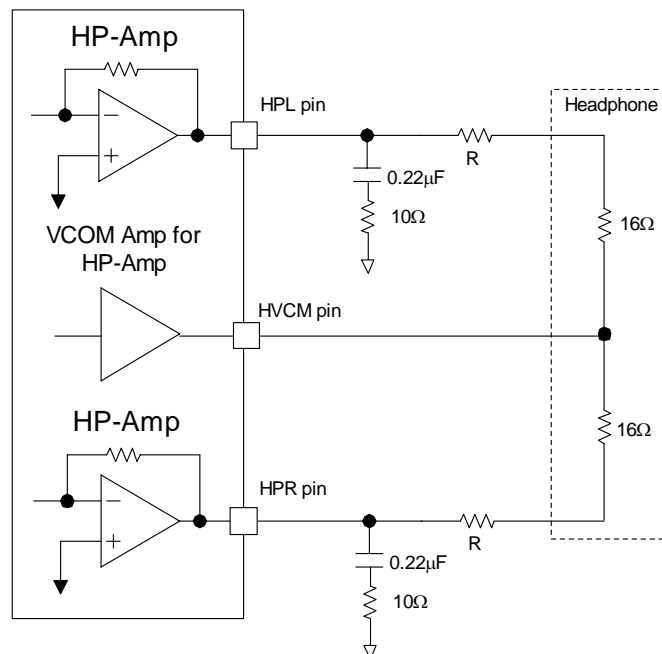 HP-Amp
−
+
HPL pin
Headphone
R
0.22μF
10Ω
16Ω
VCOM Amp for
HP-Amp
HVCM pin
HP-Amp
−
+
HPR pin
16Ω
R
0.22μF
10Ω